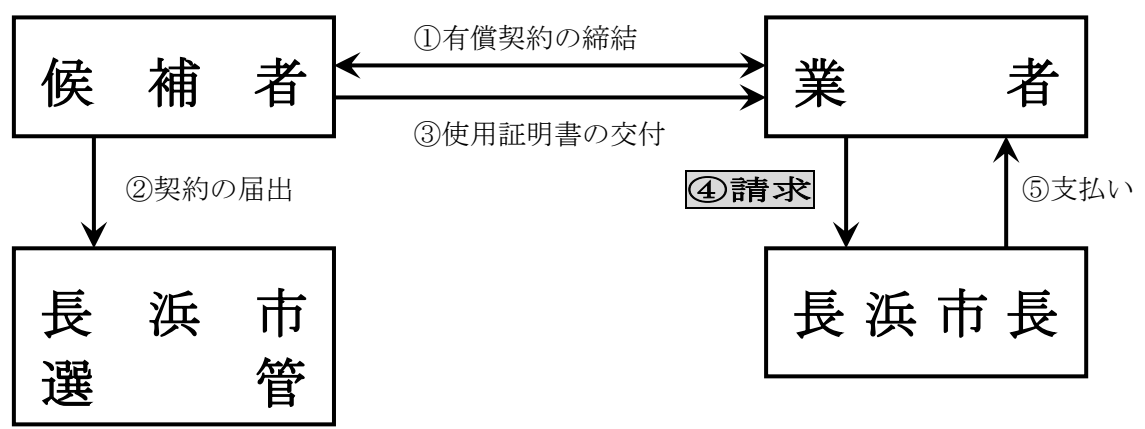 ①有償契約の締結
候補者
業者
③使用証明書の交付
②契約の届出
④請求
⑤支払い
長浜市
選管
長浜市長